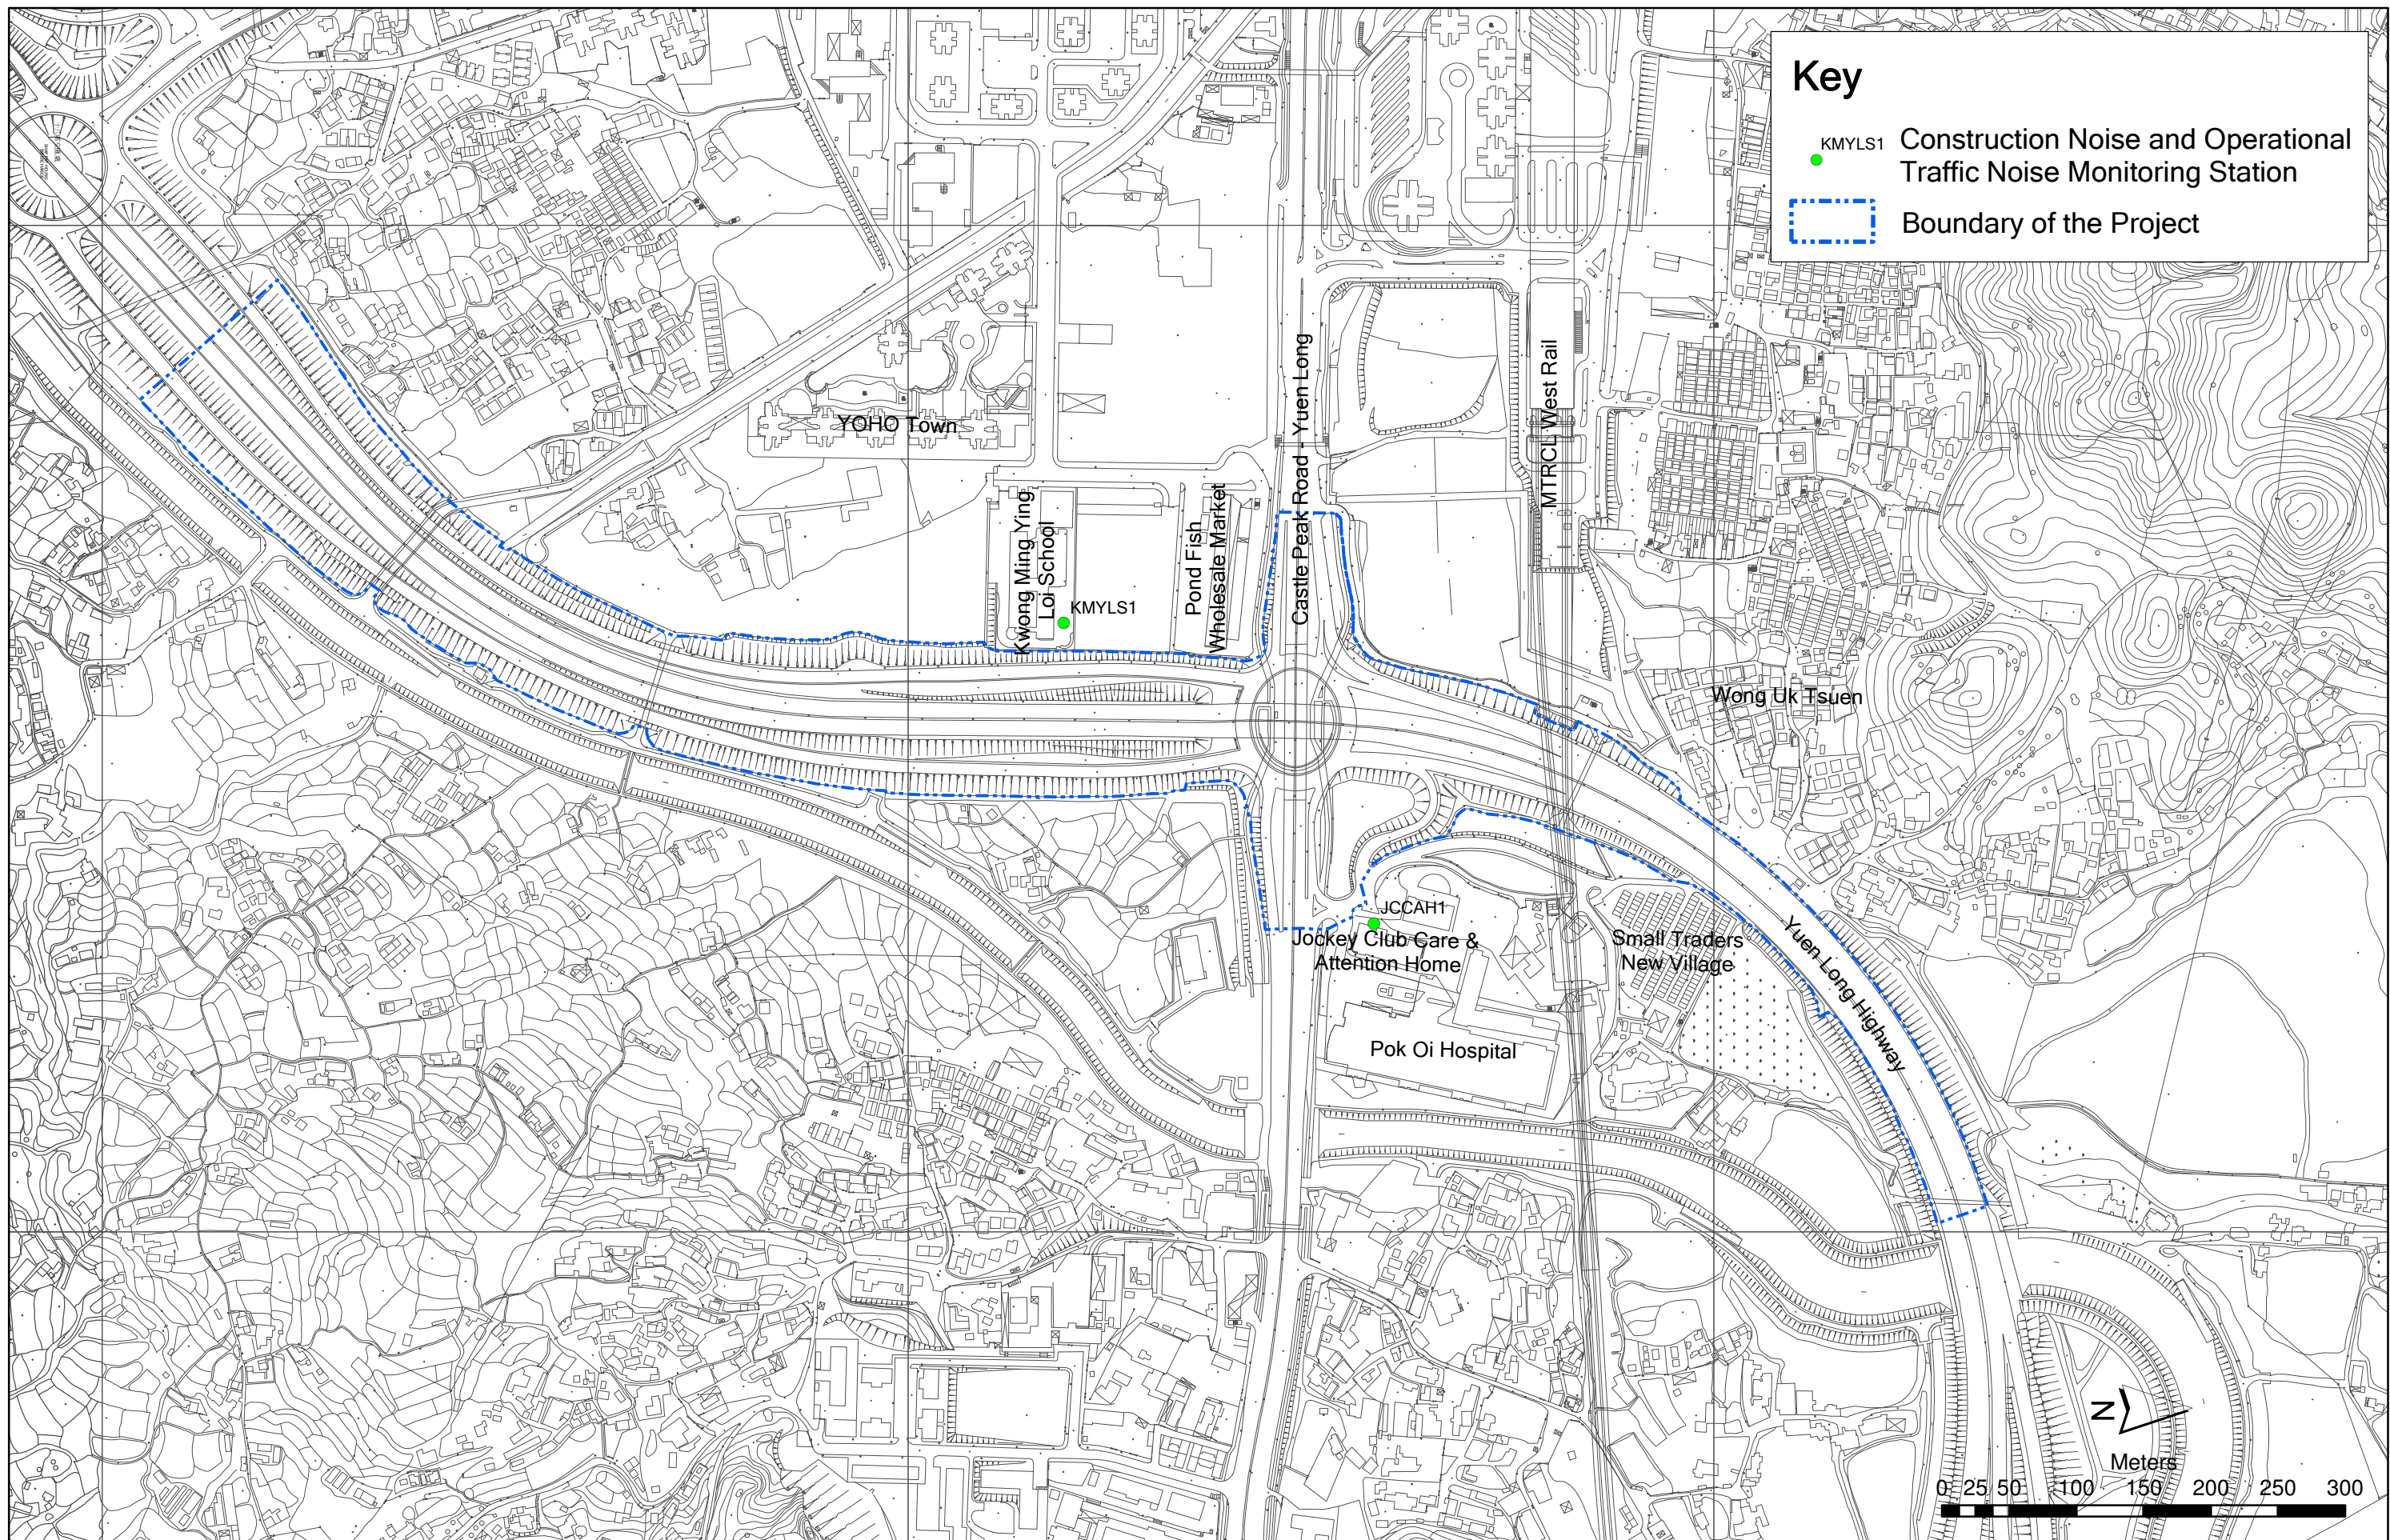 Key
KMYLS1
Construction Noise and Operational
Traffic Noise Monitoring Station
Boundary of the Project
YOHO Town
Castle Peak Road - Yuen Long
MTRCL West Rail
Kwong Ming Ying
Loi School
KMYLS1
Pond Fish
Wholesale Market
Wong Uk Tsuen
JCCAH1
Jockey Club Care &
Attention Home
Small Traders
New Village
Yuen Long Highway
Pok Oi Hospital
N
Meters
0 25 50 100 150 200 250 300